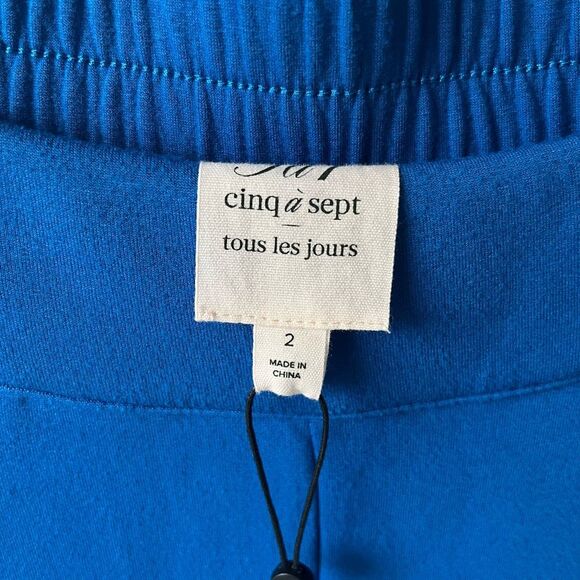 cinq à sept
tous les jours
2
MADE IN
CHINA